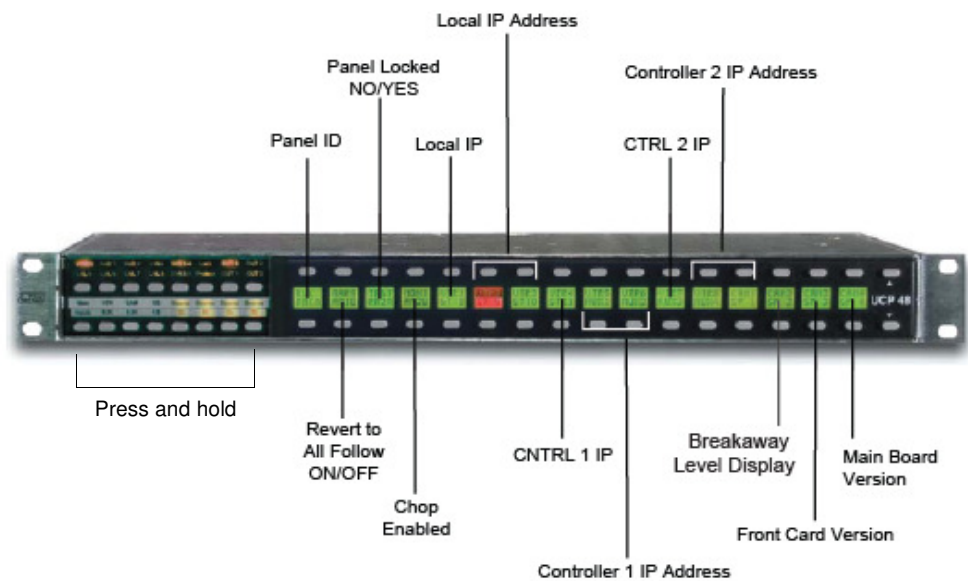 Local IP Address
Panel Locked
NO/YES
Controller 2 IP Address
Panel ID
Local IP
CTRL 2 IP
UCP 48
Press and hold
Revert to
All Follow
ON/OFF
Chop
Enabled
CNTRL 1 IP
Breakaway
Level Display
Main Board
Version
Front Card Version
Controller 1 IP Address